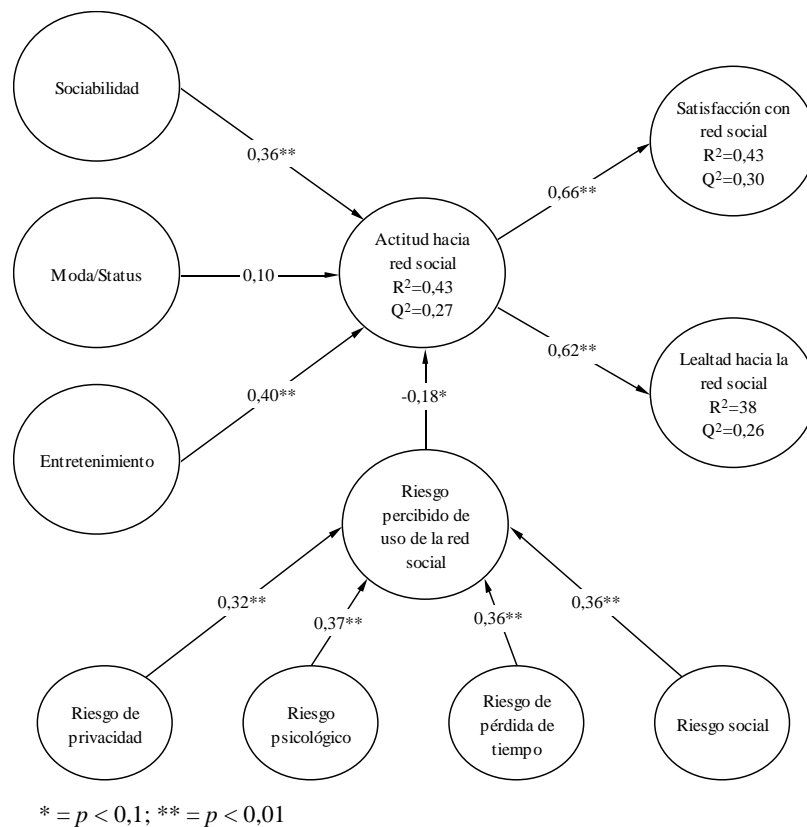 Sociabilidad
Satisfacción con
red social
R²=0,43
Q²=0,30
0,36**
0,66**
Moda/Status
0,10
Actitud hacia
red social
R²=0,43
Q²=0,27
0,62**
Lealtad hacia la
red social
R²=38
Q²=0,26
0,40**
-0,18*
Entretenimiento
Riesgo
percibido de
uso de la red
social
0,32**
0,37**
0,36**
0,36**
Riesgo de
privacidad
Riesgo
psicológico
Riesgo de
pérdida de
tiempo
Riesgo social
* = p < 0,1; ** = p < 0,01